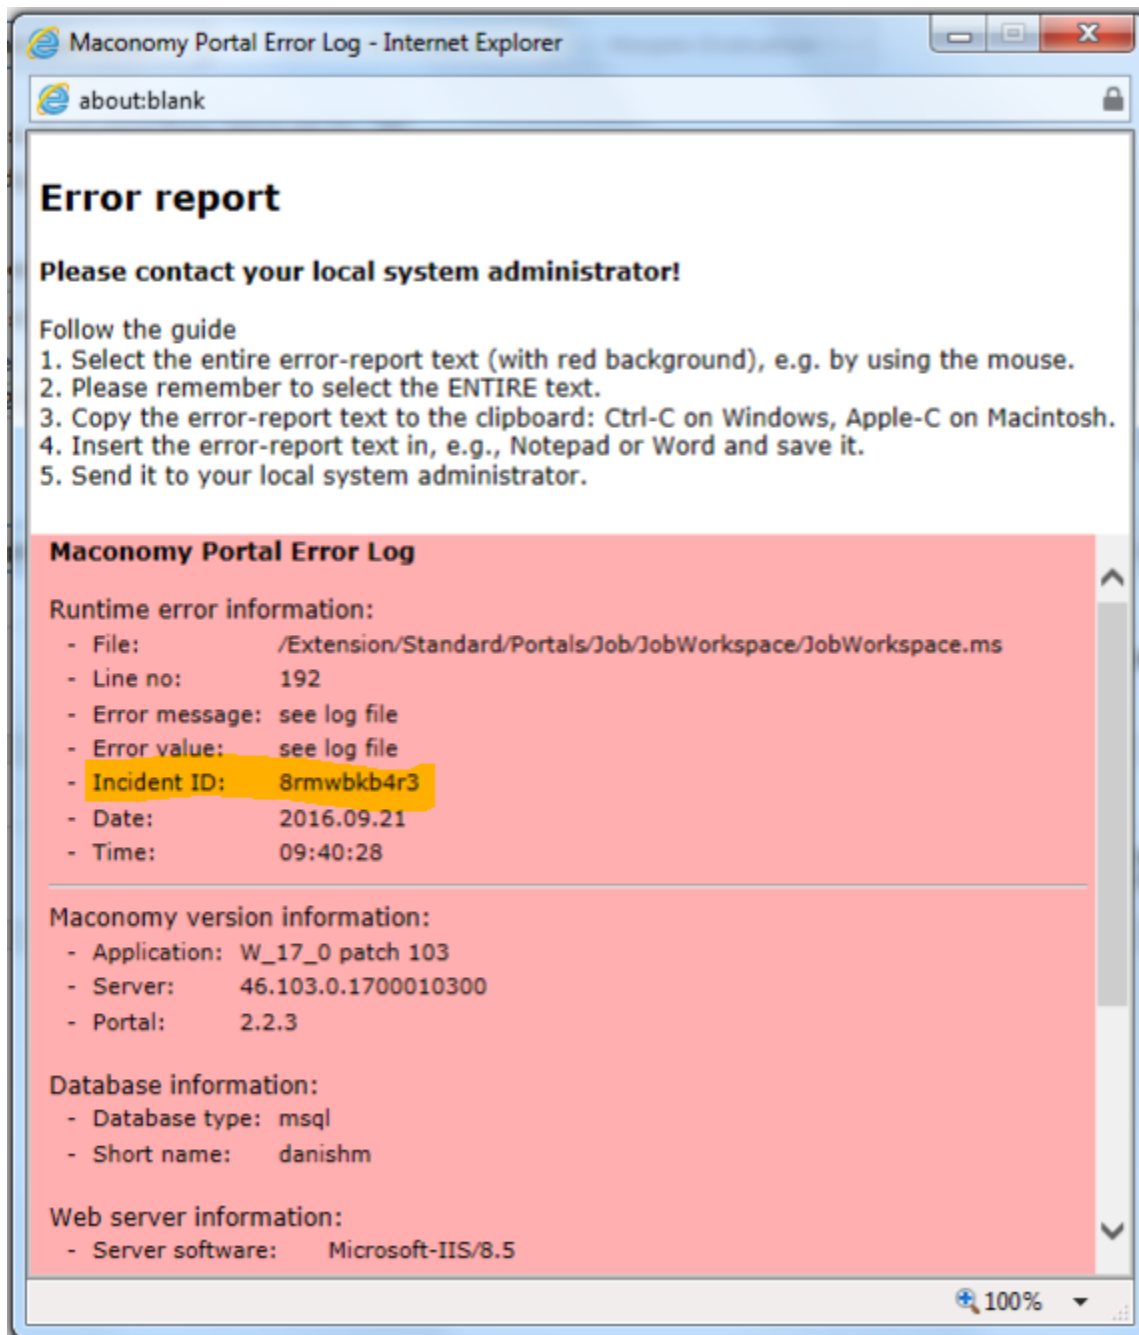 Maconomy Portal Error Log - Internet Explorer
about:blank
Error report
Please contact your local system administrator!
Follow the guide
1. Select the entire error-report text (with red background), e.g. by using the mouse.
2. Please remember to select the ENTIRE text.
3. Copy the error-report text to the clipboard: Ctrl-C on Windows, Apple-C on Macintosh.
4. Insert the error-report text in, e.g., Notepad or Word and save it.
5. Send it to your local system administrator.
Maconomy Portal Error Log
Runtime error information:
- File: /Extension/Standard/Portals/Job/JobWorkspace/JobWorkspace.ms
- Line no: 192
- Error message: see log file
- Error value: see log file
- Incident ID: 8rmwbkb4r3
- Date: 2016.09.21
- Time: 09:40:28
Maconomy version information:
- Application: W_17_0 patch 103
- Server: 46.103.0.1700010300
- Portal: 2.2.3
Database information:
- Database type: msql
- Short name: danishm
Web server information:
- Server software: Microsoft-IIS/8.5
100%